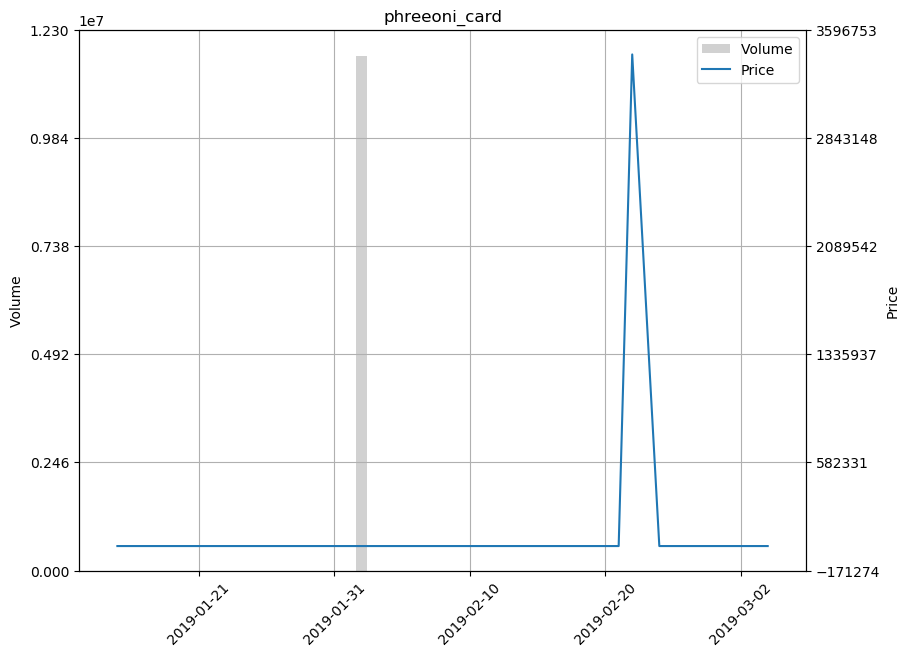 phreeoni_card
1e7
1.230
0.984
0.738
0.492
0.246
0.000
Volume
3596753
2843148
2089542
1335937
582331
−171274
Price
Volume
Price
2019-01-21
2019-01-31
2019-02-10
2019-02-20
2019-03-02